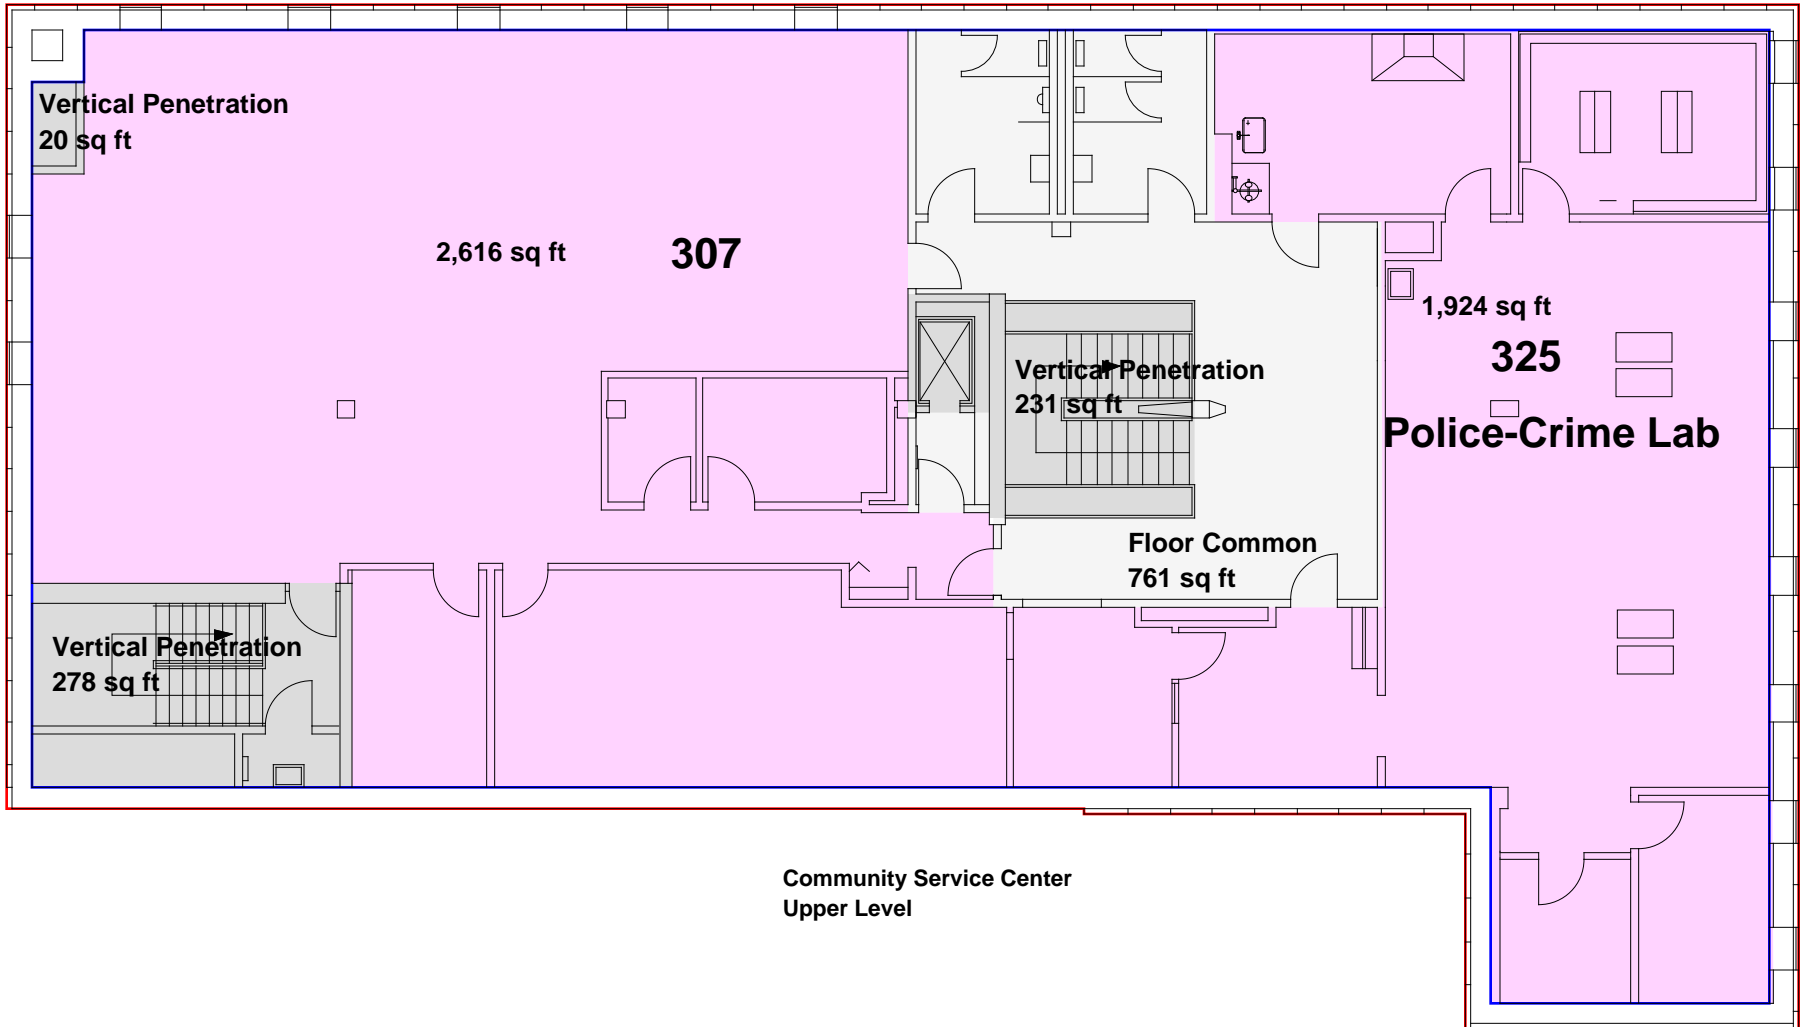 Vertical Penetration
20 sq ft
2,616 sq ft
307
1,924 sq ft
325
Police-Crime Lab
Vertical Penetration
231 sq ft
Floor Common
761 sq ft
Vertical Penetration
278 sq ft
Community Service Center
Upper Level